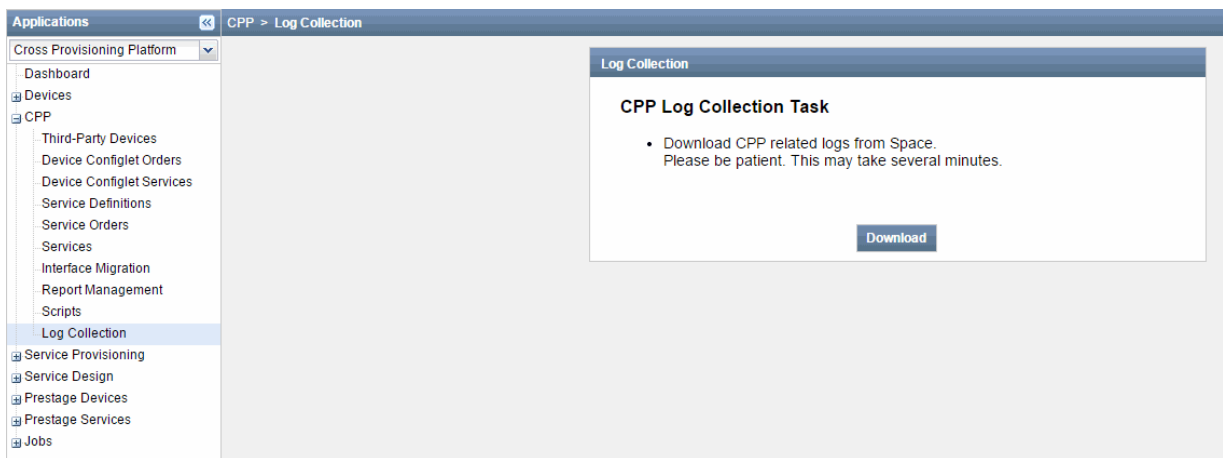 Applications
CPP > Log Collection
Cross Provisioning Platform
Dashboard
Devices
CPP
Third-Party Devices
Device Configlet Orders
Device Configlet Services
Service Definitions
Service Orders
Services
Interface Migration
Report Management
Scripts
Log Collection
Service Provisioning
Service Design
Prestage Devices
Prestage Services
Jobs
Log Collection
CPP Log Collection Task
• Download CPP related logs from Space.
Please be patient. This may take several minutes.
Download